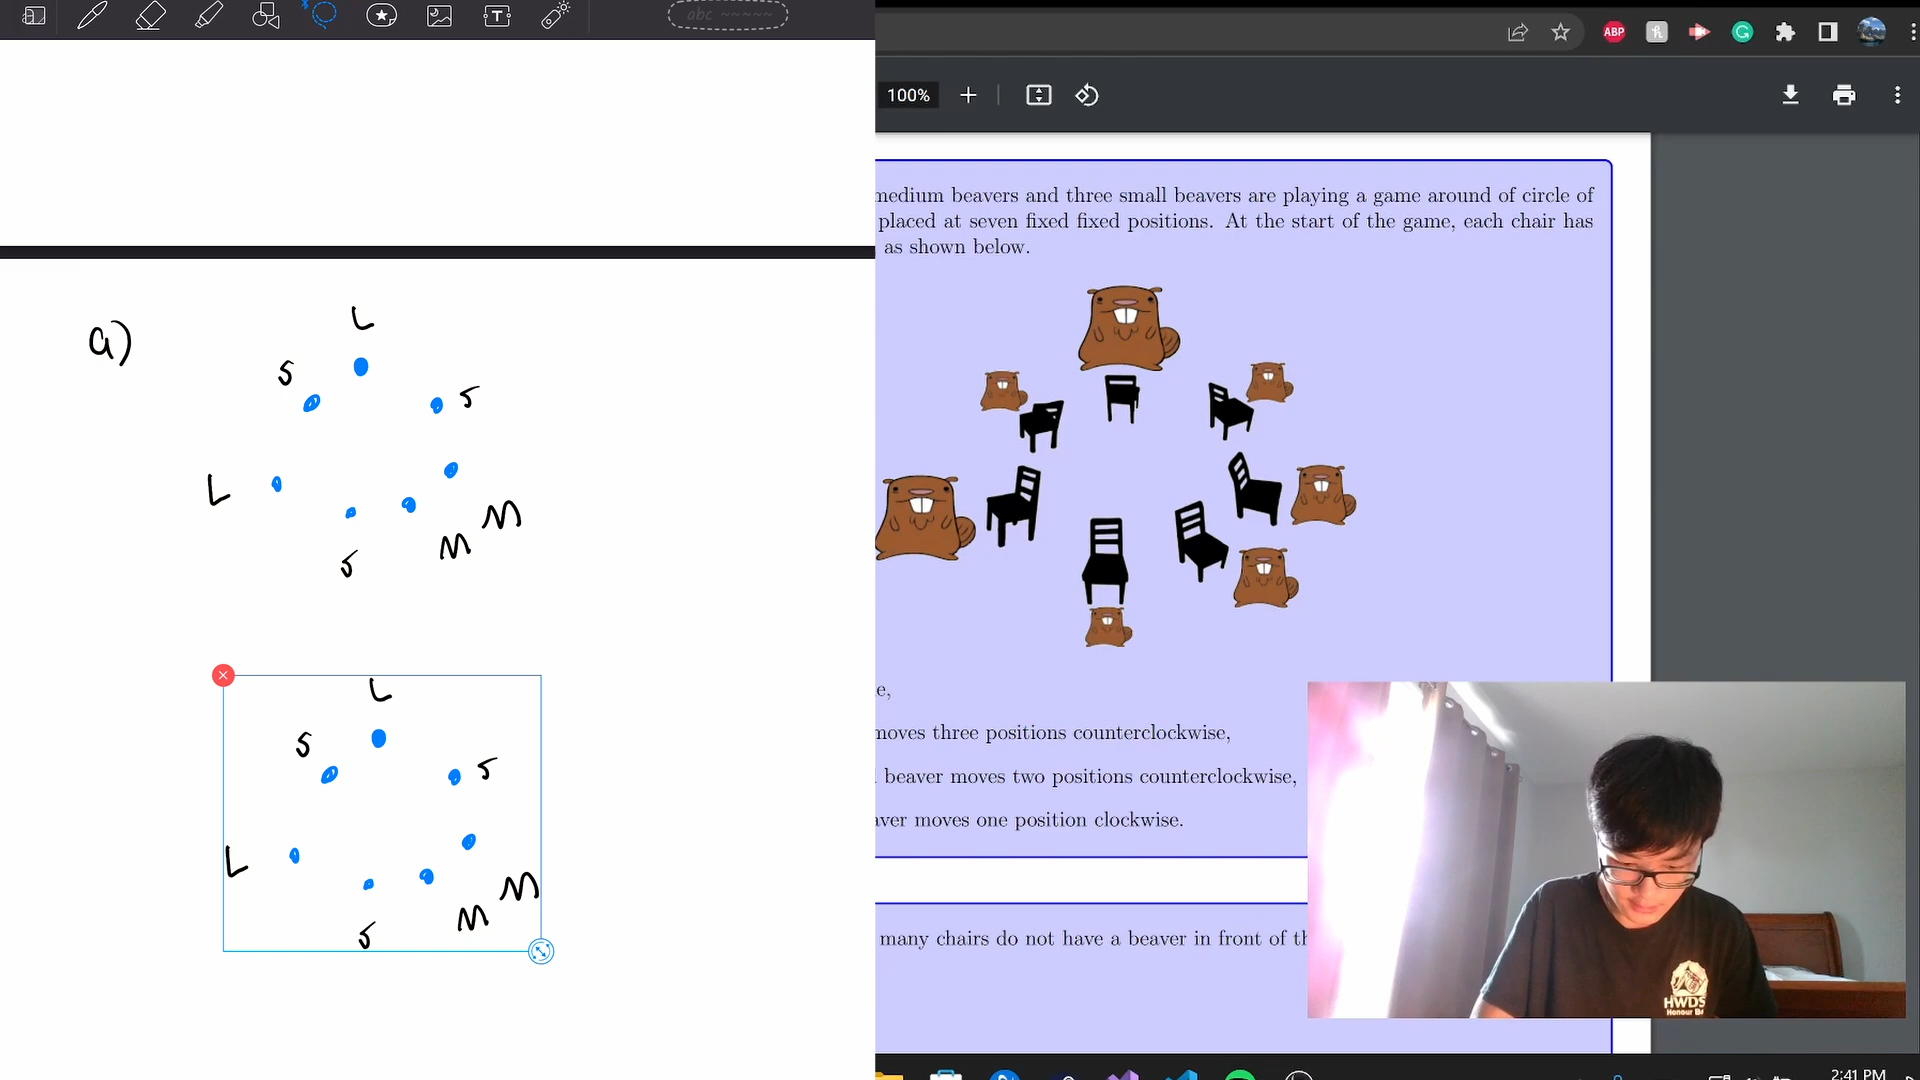 abc ~~~~~
T
ABP
100%
a)
L
S
S
L
M
M
S
L
S
S
L
M
M
S
medium beavers and three small beavers are playing a game around of circle of
placed at seven fixed fixed positions. At the start of the game, each chair has
as shown below.
e,
moves three positions counterclockwise,
beaver moves two positions counterclockwise,
aver moves one position clockwise.
many chairs do not have a beaver in front of th
HWDS
Honour Ba
2:41 PM